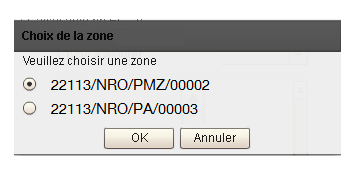 Choix de la zone
Veuillez choisir une zone
22113/NRO/PMZ/00002
22113/NRO/PA/00003
OK Annuler